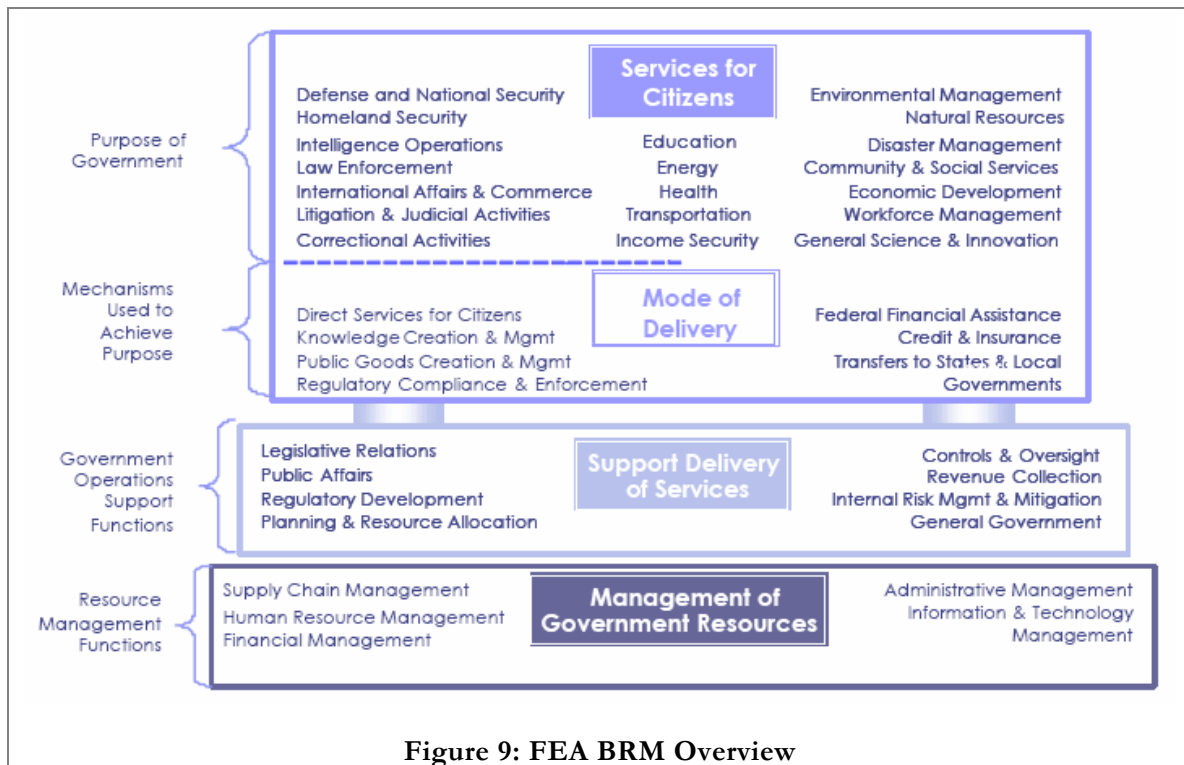 Purpose of
Government
Services for
Citizens
Defense and National Security
Homeland Security
Intelligence Operations
Law Enforcement
International Affairs & Commerce
Litigation & Judicial Activities
Correctional Activities
Education
Energy
Health
Transportation
Income Security
Environmental Management
Natural Resources
Disaster Management
Community & Social Services
Economic Development
Workforce Management
General Science & Innovation
Mechanisms
Used to
Achieve
Purpose
Mode of
Delivery
Direct Services for Citizens
Knowledge Creation & Mgmt
Public Goods Creation & Mgmt
Regulatory Compliance & Enforcement
Federal Financial Assistance
Credit & Insurance
Transfers to States & Local
Governments
Government
Operations
Support
Functions
Support Delivery
of Services
Legislative Relations
Public Affairs
Regulatory Development
Planning & Resource Allocation
Controls & Oversight
Revenue Collection
Internal Risk Mgmt & Mitigation
General Government
Resource
Management
Functions
Management of
Government Resources
Supply Chain Management
Human Resource Management
Financial Management
Administrative Management
Information & Technology
Management
Figure 9: FEA BRM Overview